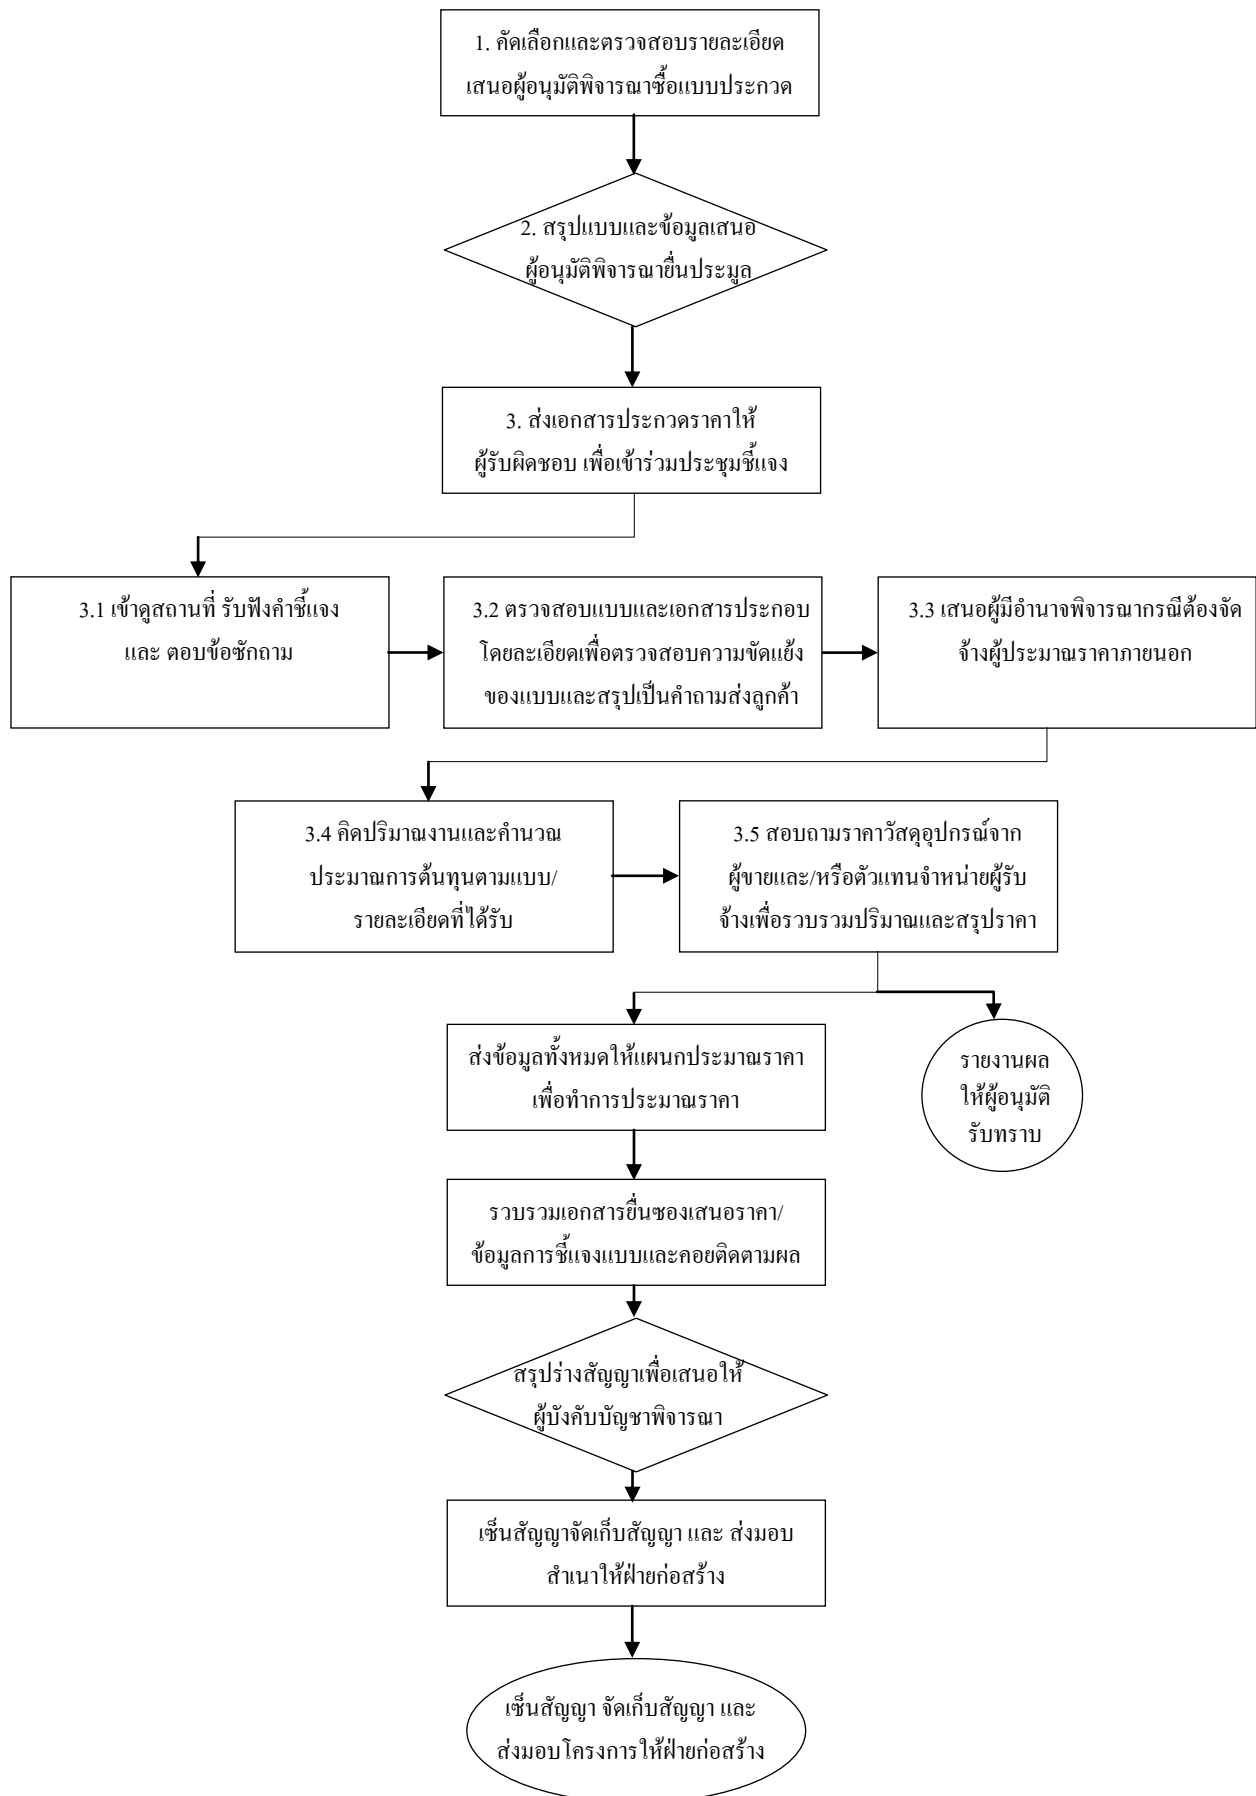 1. คัดเลือกและตรวจสอบรายละเอียด
เสนอผู้อนุมัติพิจารณาซื้อแบบประกวด
2. สรุปแบบและข้อมูลเสนอ
ผู้อนุมัติพิจารณายื่นประมูล
3. ส่งเอกสารประกวดราคาให้
ผู้รับผิดชอบ เพื่อเข้าร่วมประชุมชี้แจง
3.1 เข้าดูสถานที่ รับฟังคำชี้แจง
และ ตอบข้อซักถาม
3.2 ตรวจสอบแบบและเอกสารประกอบ
โดยละเอียดเพื่อตรวจสอบความขัดแย้ง
ของแบบและสรุปเป็นคำถามส่งลูกค้า
3.3 เสนอผู้มีอำนาจพิจารณากรณีต้องจัด
จ้างผู้ประมาณราคาภายนอก
3.4 คิดปริมาณงานและคำนวณ
ประมาณการต้นทุนตามแบบ/
รายละเอียดที่ได้รับ
3.5 สอบถามราคาวัสดุอุปกรณ์จาก
ผู้ขายและ/หรือตัวแทนจำหน่ายผู้รับ
จ้างเพื่อรวบรวมปริมาณและสรุปราคา
ส่งข้อมูลทั้งหมดให้แผนกประมาณราคา
เพื่อทำการประมาณราคา
รายงานผล
ให้ผู้อนุมัติ
รับทราบ
รวบรวมเอกสารยื่นซองเสนอราคา/
ข้อมูลการชี้แจงแบบและคอยติดตามผล
สรุปร่างสัญญาเพื่อเสนอให้
ผู้บังคับบัญชาพิจารณา
เซ็นสัญญาจัดเก็บสัญญา และ ส่งมอบ
สำเนาให้ฝ่ายก่อสร้าง
เซ็นสัญญา จัดเก็บสัญญา และ
ส่งมอบโครงการให้ฝ่ายก่อสร้าง